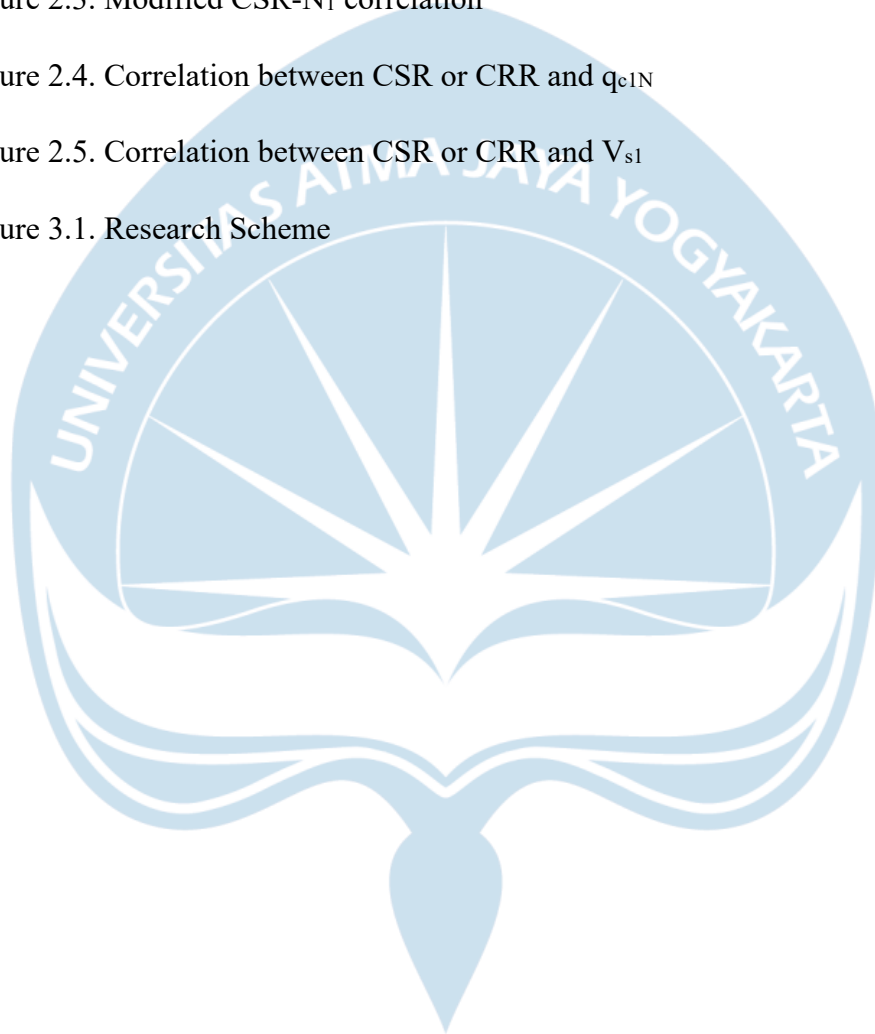 ure 2.3. Modified CSR-N₁ correlation
ure 2.4. Correlation between CSR or CRR and qc1N
ure 2.5. Correlation between CSR or CRR and Vs1
ure 3.1. Research Scheme
UNIVERSITAS ATMA JAYA YOGYAKARTA